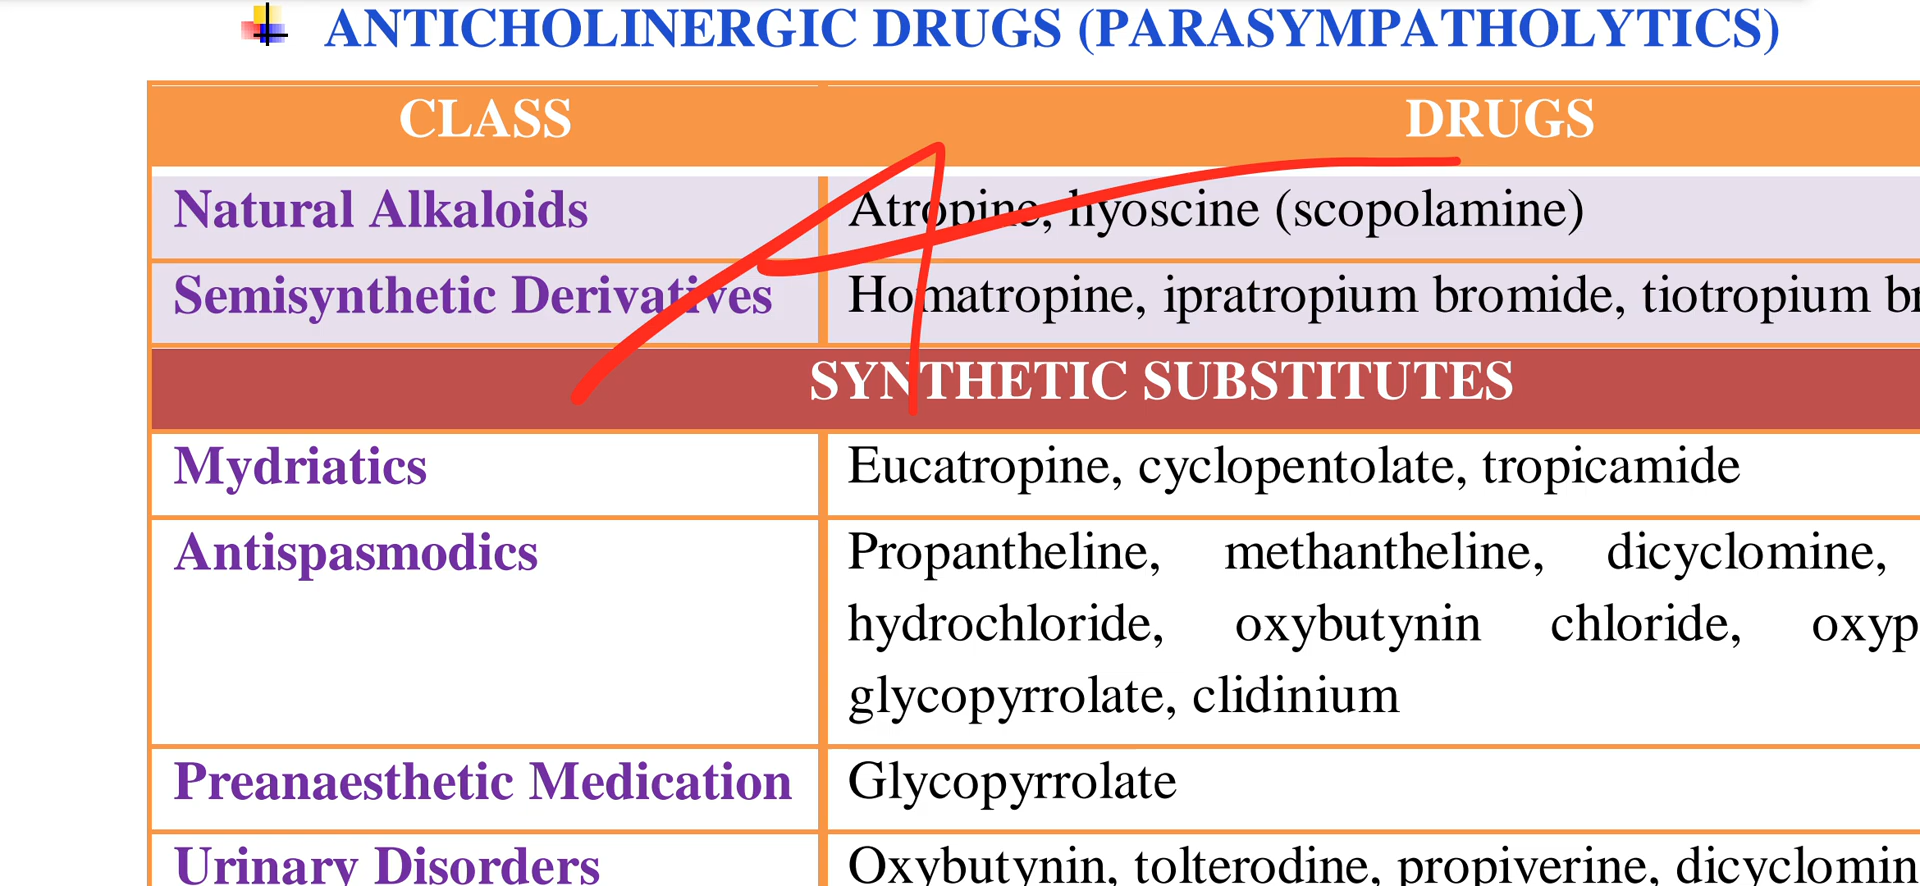 ANTICHOLINERGIC DRUGS (PARASYMPATHOLYTICS)
CLASS DRUGS
Natural Alkaloids Atropine, hyoscine (scopolamine)
Semisynthetic Derivatives Homatropine, ipratropium bromide, tiotropium
SYNTHETIC SUBSTITUTES
Mydriatics Eucatropine, cyclopentolate, tropicamide
Antispasmodics Propantheline, methantheline, dicyclomine,
hydrochloride, oxybutynin chloride,
glycopyrrolate, clidinium
Preanaesthetic Medication Glycopyrrolate
Urinary Disorders Oxybutynin, tolterodine, propiverine,